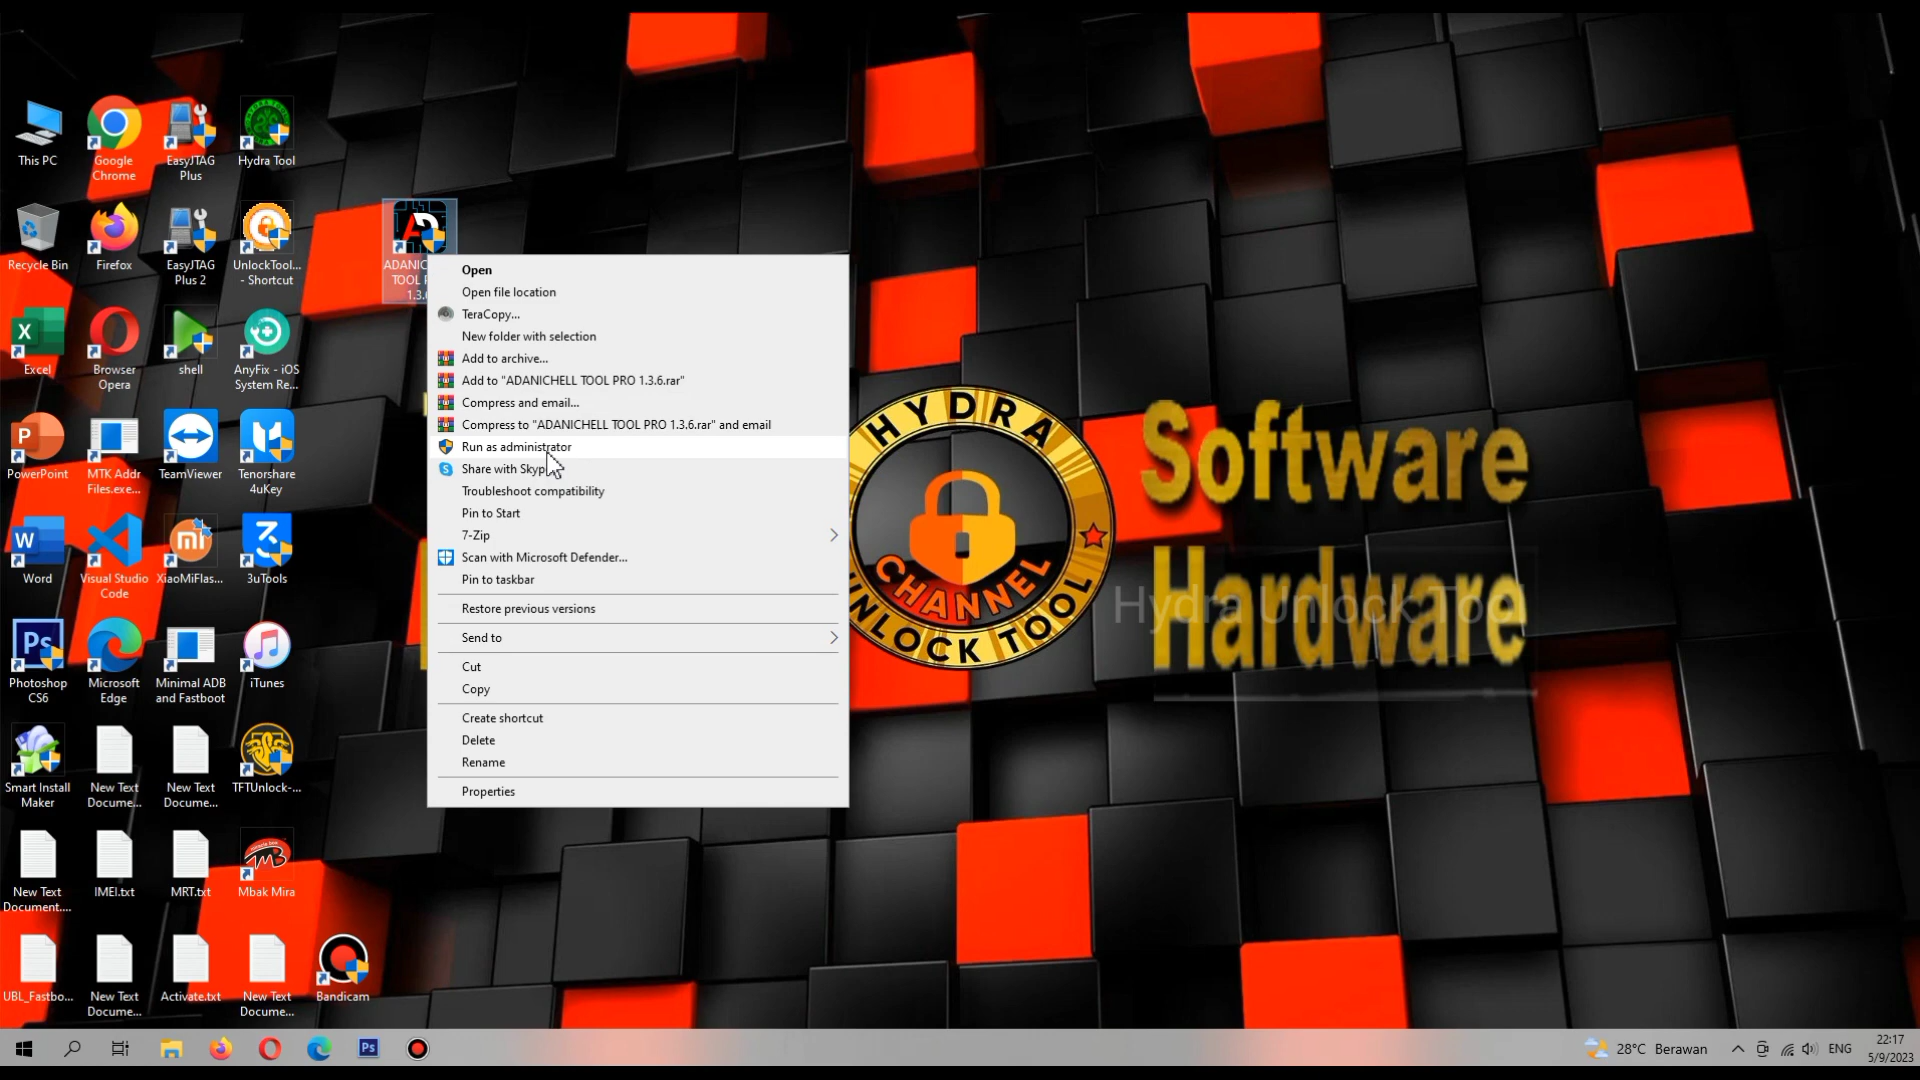 This PC
Google
Chrome
EasyJTAG
Plus
Hydra Tool
Recycle Bin
Firefox
EasyJTAG
Plus 2
UnlockTool...
- Shortcut
Excel
Browser
Opera
shell
AnyFix - iOS
System Re...
PowerPoint
MTK Addr
Files.exe...
TeamViewer
Tenorshare
4uKey
Word
Visual Studio
Code
XiaoMiFlas...
3uTools
Photoshop
CS6
Microsoft
Edge
Minimal ADB
and Fastboot
iTunes
Smart Install
Maker
New Text
Docume...
New Text
Docume...
TFTUnlock-...
New Text
Document....
IMEI.txt
MRT.txt
Mbak Mira
UBL_Fastbo...
New Text
Docume...
Activate.txt
New Text
Docume...
Bandicam
ADANIC
TOOL P
1.3.
Open
Open file location
TeraCopy...
New folder with selection
Add to archive...
Add to "ADANICHELL TOOL PRO 1.3.6.rar"
Compress and email...
Compress to "ADANICHELL TOOL PRO 1.3.6.rar" and email
Run as administrator
Share with Skyp
Troubleshoot compatibility
Pin to Start
7-Zip
Scan with Microsoft Defender...
Pin to taskbar
Restore previous versions
Send to
Cut
Copy
Create shortcut
Delete
Rename
Properties
HYDRA
CHANNEL
UNLOCK TOOL
Software
Hardware
Hydra Unlock Tool
28°C Berawan
ENG
22:17
5/9/2023